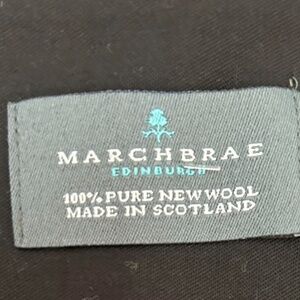 MARCHBRAE
EDINBURGH
100% PURE NEW WOOL
MADE IN SCOTLAND